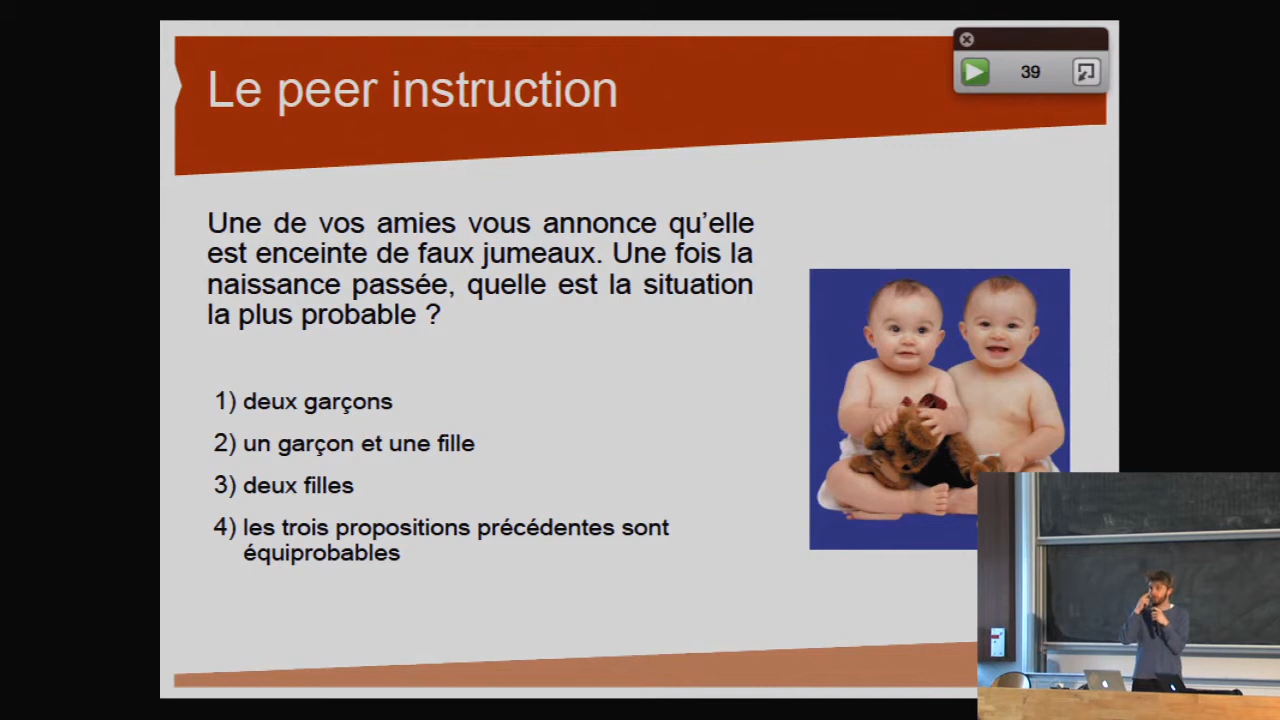 Le peer instruction
39
Une de vos amies vous annonce qu'elle
est enceinte de faux jumeaux. Une fois la
naissance passée, quelle est la situation
la plus probable ?
1) deux garçons
2) un garçon et une fille
3) deux filles
4) les trois propositions précédentes sont
équiprobables